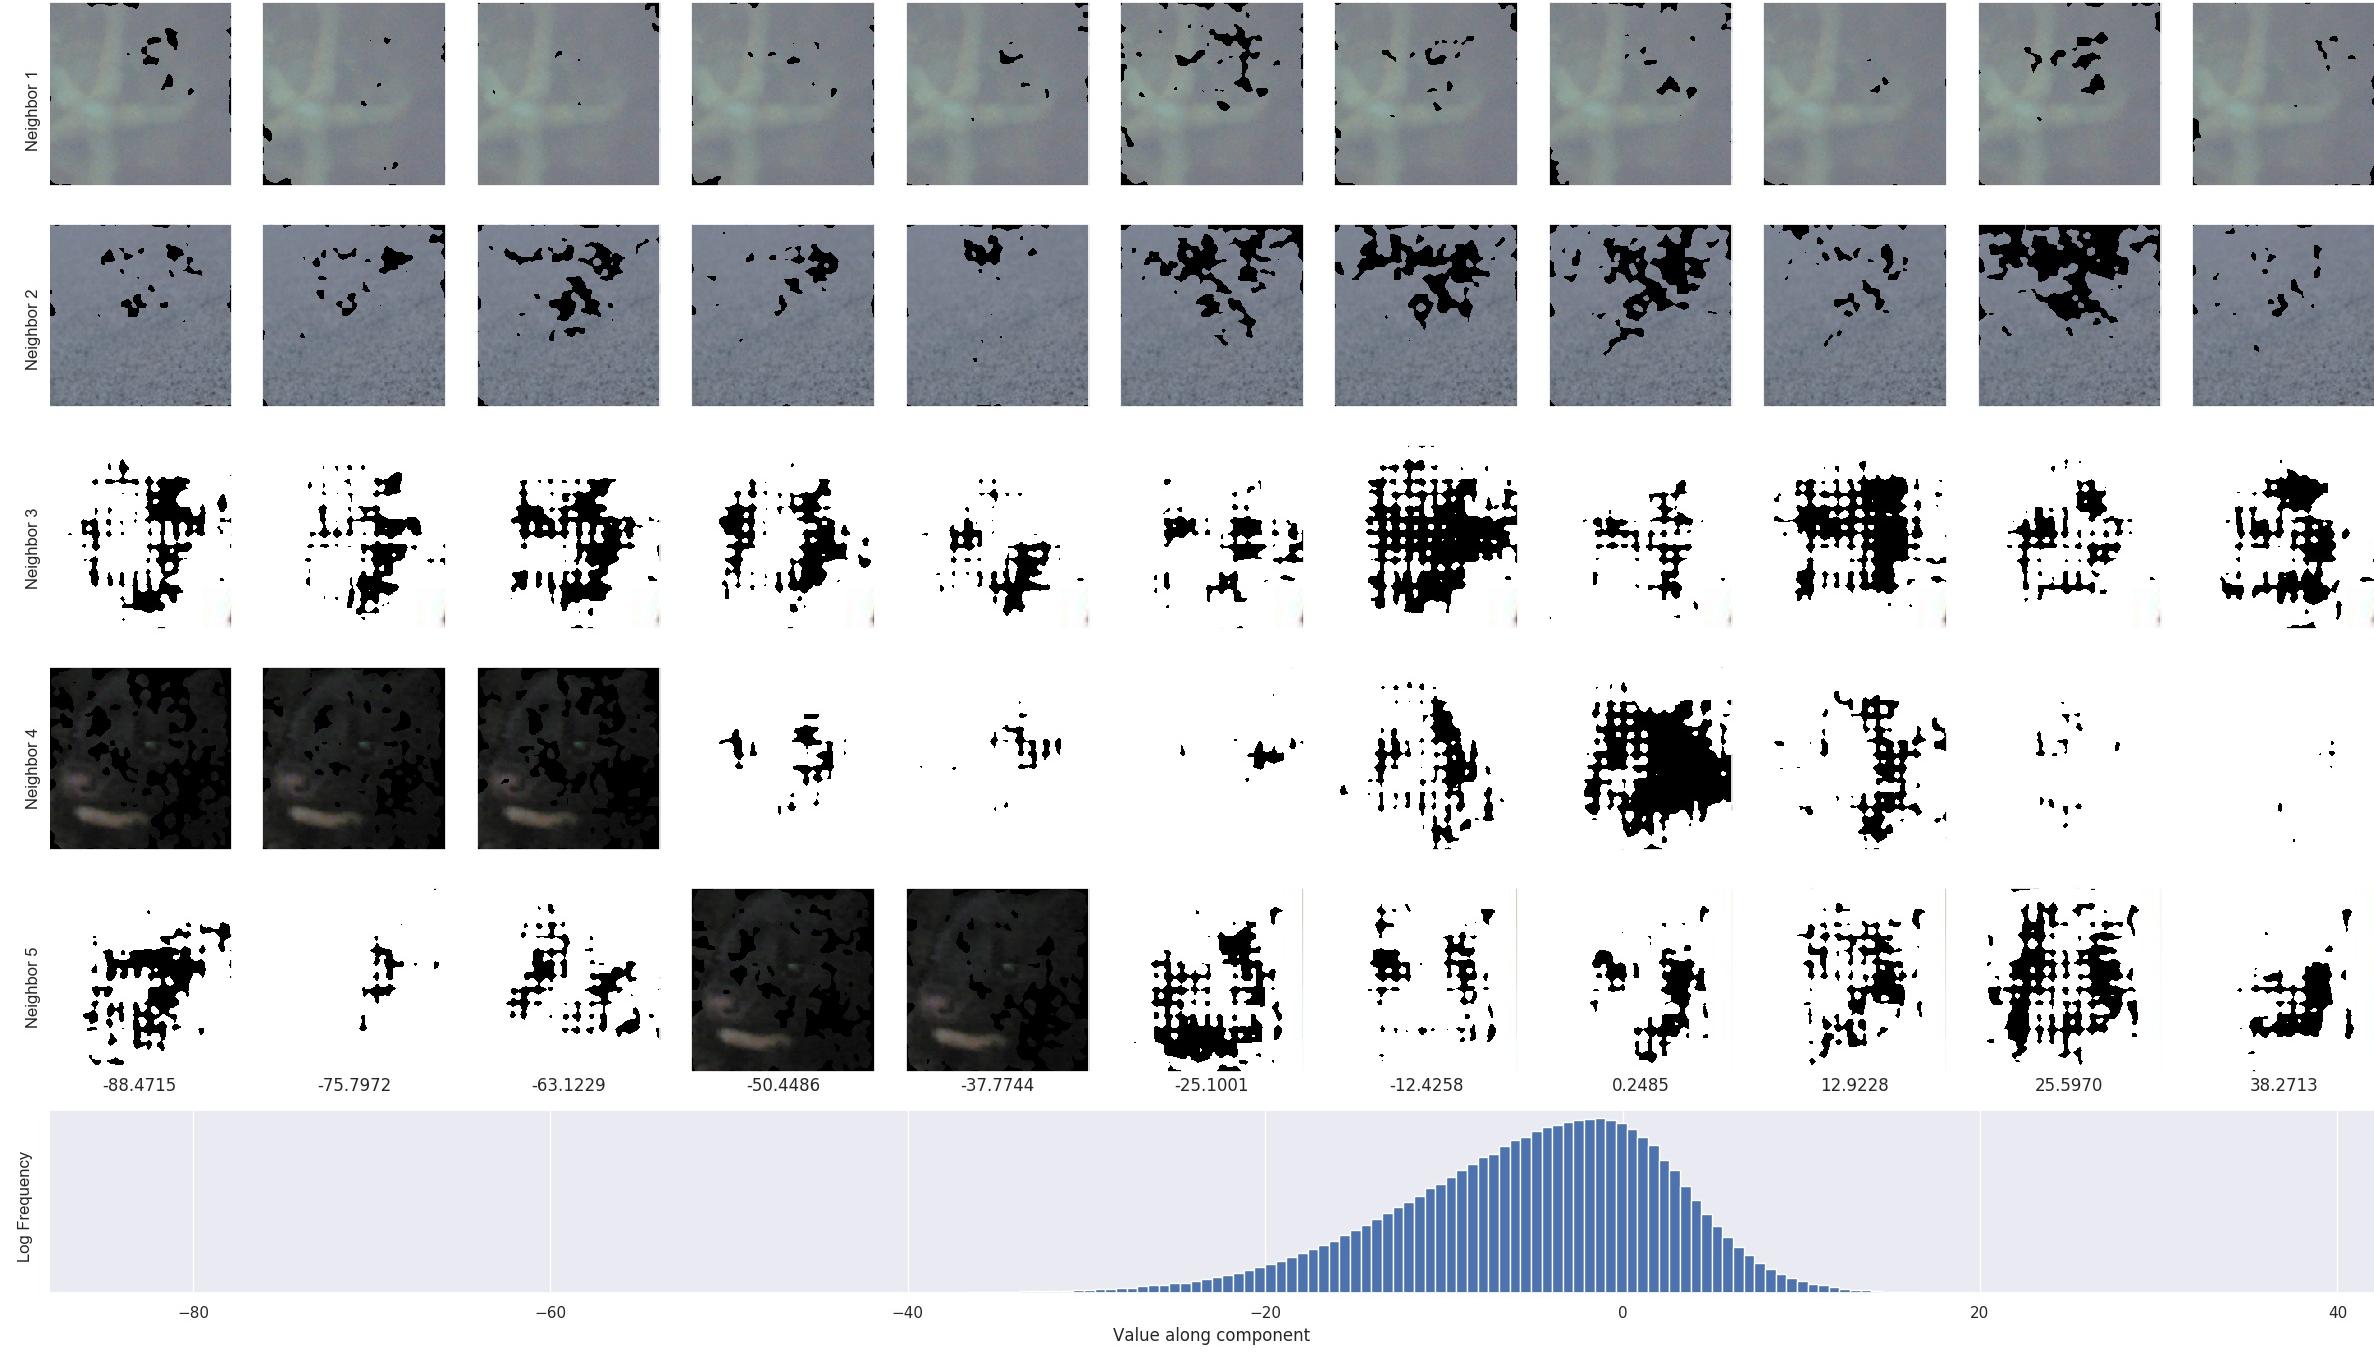 Neighbor 1
Neighbor 2
Neighbor 3
Neighbor 4
Neighbor 5
-88.4715 -75.7972 -63.1229 -50.4486 -37.7744 -25.1001 -12.4258 0.2485 12.9228 25.5970 38.2713
Log Frequency
−80 −60 −40 −20 0 20 40
Value along component